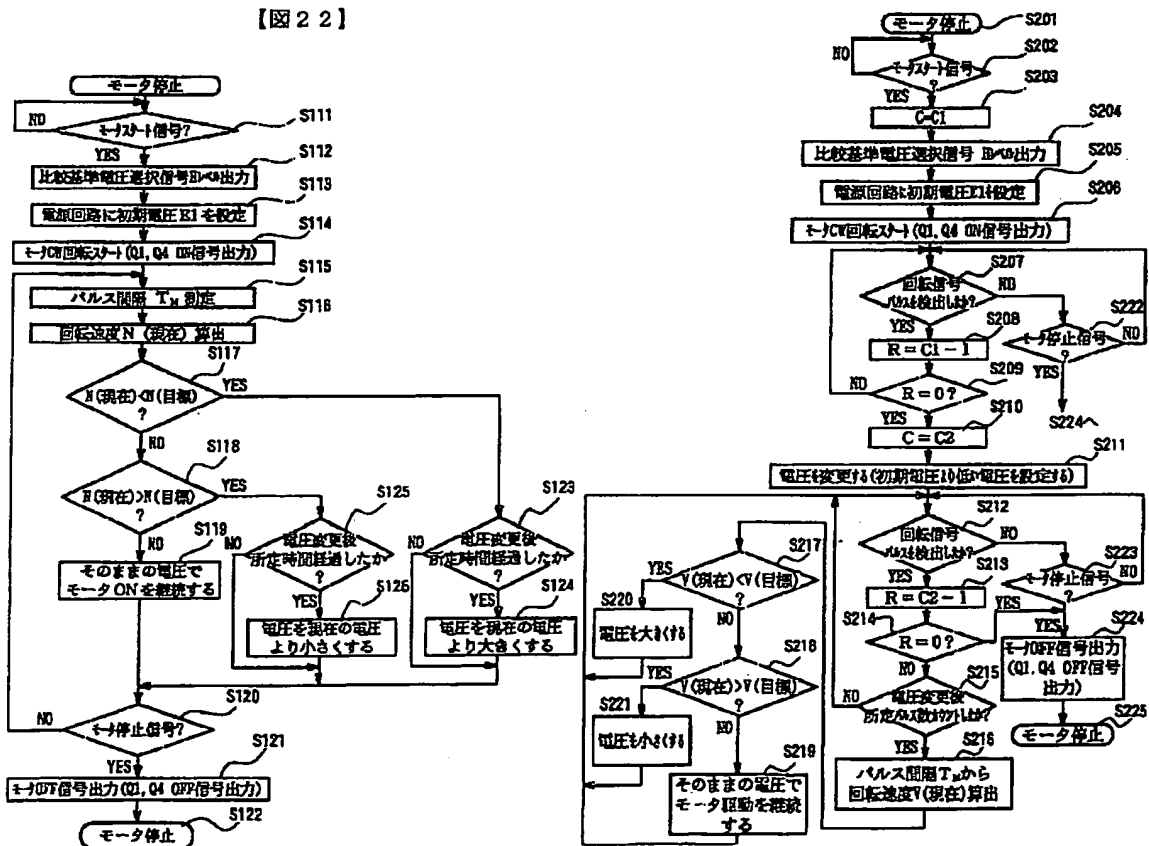 【図２２】
モータ停止
モータスタート信号?
NO
YES
S111
比較基準電圧選択信号Hレベル出力
S112
電源回路に初期電圧E1を設定
S113
モータCW回転スタート(Q1,Q4 ON信号出力)
S114
パルス間隔 TM 測定
S115
回転速度N（現在）算出
S116
N(現在)<N(目標)
?
S117
YES
NO
N(現在)>N(目標)
?
S118
YES
NO
S119
そのままの電圧で
モータONを継続する
S125
電圧変更後
所定時間経過したか
?
NO
YES
S126
電圧を現在の電圧
より小さくする
S123
電圧変更後
所定時間経過したか
?
NO
YES
S124
電圧を現在の電圧
より大きくする
モータ停止信号?
S120
NO
YES
モータOFF信号出力(Q1,Q4 OFF信号出力)
S121
モータ停止
S122
モータ停止
S201
モータスタート信号
?
S202
NO
YES
S203
C=C1
比較基準電圧選択信号 Hレベル出力
S204
電源回路に初期電圧E1を設定
S205
モータCW回転スタート(Q1,Q4 ON信号出力)
S206
回転信号
パルスを検出したか?
S207
NO
YES
R=C1-1
S208
R=0?
S209
NO
YES
モータ停止信号
?
S222
NO
YES
S224へ
C=C2
S210
電圧を変更する(初期電圧より低い電圧を設定する)
S211
回転信号
パルスを検出したか?
S212
NO
YES
R=C2-1
S213
S214
R=0?
YES
NO
電圧変更後
所定パルス数カウントしたか?
S215
NO
YES
パルス間隔TMから
回転速度V(現在)算出
S216
モータ停止信号
?
S223
NO
YES
モータOFF信号出力
(Q1,Q4 OFF信号
出力)
S224
モータ停止
S225
V(現在)<V(目標)
?
S217
YES
NO
S220
電圧を大きくする
V(現在)>V(目標)
?
S218
YES
NO
S221
電圧を小さくする
そのままの電圧で
モータ駆動を継続
する
S219